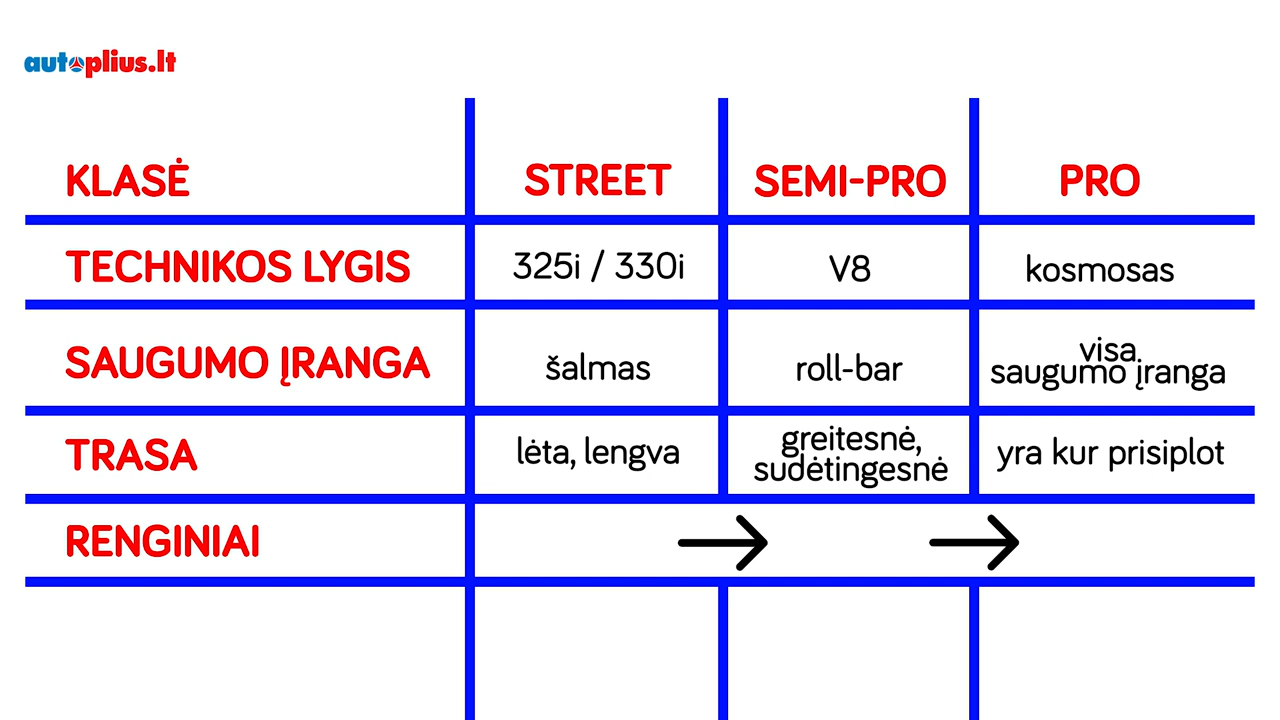 autoplius.lt
KLASĖ STREET SEMI-PRO PRO
TECHNIKOS LYGIS 325i / 330i V8 kosmosas
SAUGUMO ĮRANGA šalmas roll-bar visa
saugumo įranga
TRASA lėta, lengva greitesnė,
sudėtingesnė
yra kur prisiplot
RENGINIAI → →